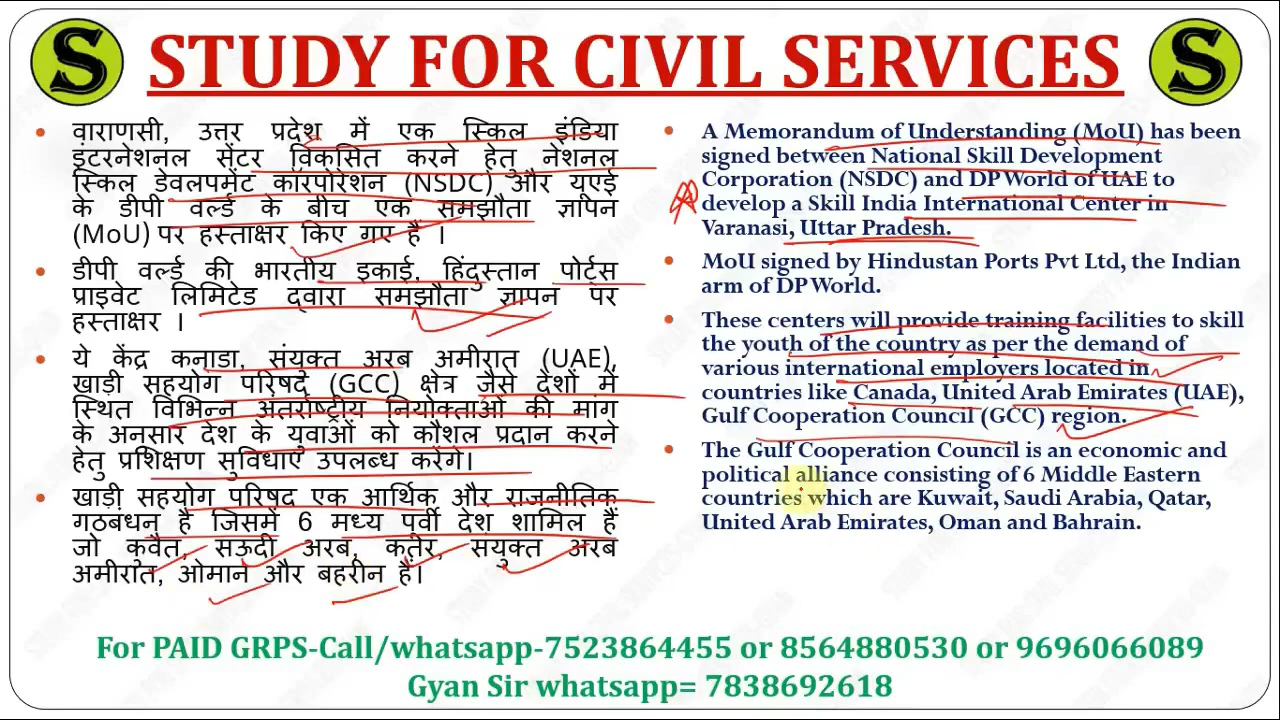 STUDY FOR CIVIL SERVICES
वाराणसी, उत्तर प्रदेश में एक स्किल इंडिया
इंटरनेशनल सेंटर विकसित करने हेतु नेशनल
स्किल डेवलपमेंट कॉरपोरेशन (NSDC) और यूएई
के डीपी वर्ल्ड के बीच एक समझौता ज्ञापन
(MoU) पर हस्ताक्षर किए गए हैं ।
डीपी वर्ल्ड की भारतीय इकाई, हिंदुस्तान पोर्ट्स
प्राइवेट लिमिटेड द्वारा समझौता ज्ञापन पर
हस्ताक्षर ।
ये केंद्र कनाडा, संयुक्त अरब अमीरात (UAE),
खाड़ी सहयोग परिषद (GCC) क्षेत्र जैसे देशों में
स्थित विभिन्न अंतर्राष्ट्रीय नियोक्ताओं की मांग
के अनुसार देश के युवाओं को कौशल प्रदान करने
हेतु प्रशिक्षण सुविधाएं उपलब्ध करेंगे।
खाड़ी सहयोग परिषद एक आर्थिक और राजनीतिक
गठबंधन है जिसमें 6 मध्य पूर्वी देश शामिल हैं
जो कुवैत, सऊदी अरब, क़तर, संयुक्त अरब
अमीरात, ओमान और बहरीन हैं।
A Memorandum of Understanding (MoU) has been
signed between National Skill Development
Corporation (NSDC) and DP World of UAE to
develop a Skill India International Center in
Varanasi, Uttar Pradesh.
MoU signed by Hindustan Ports Pvt Ltd, the Indian
arm of DP World.
These centers will provide training facilities to skill
the youth of the country as per the demand of
various international employers located in
countries like Canada, United Arab Emirates (UAE),
Gulf Cooperation Council (GCC) region.
The Gulf Cooperation Council is an economic and
political alliance consisting of 6 Middle Eastern
countries which are Kuwait, Saudi Arabia, Qatar,
United Arab Emirates, Oman and Bahrain.
For PAID GRPS-Call/whatsapp-7523864455 or 8564880530 or 9696066089
Gyan Sir whatsapp= 7838692618